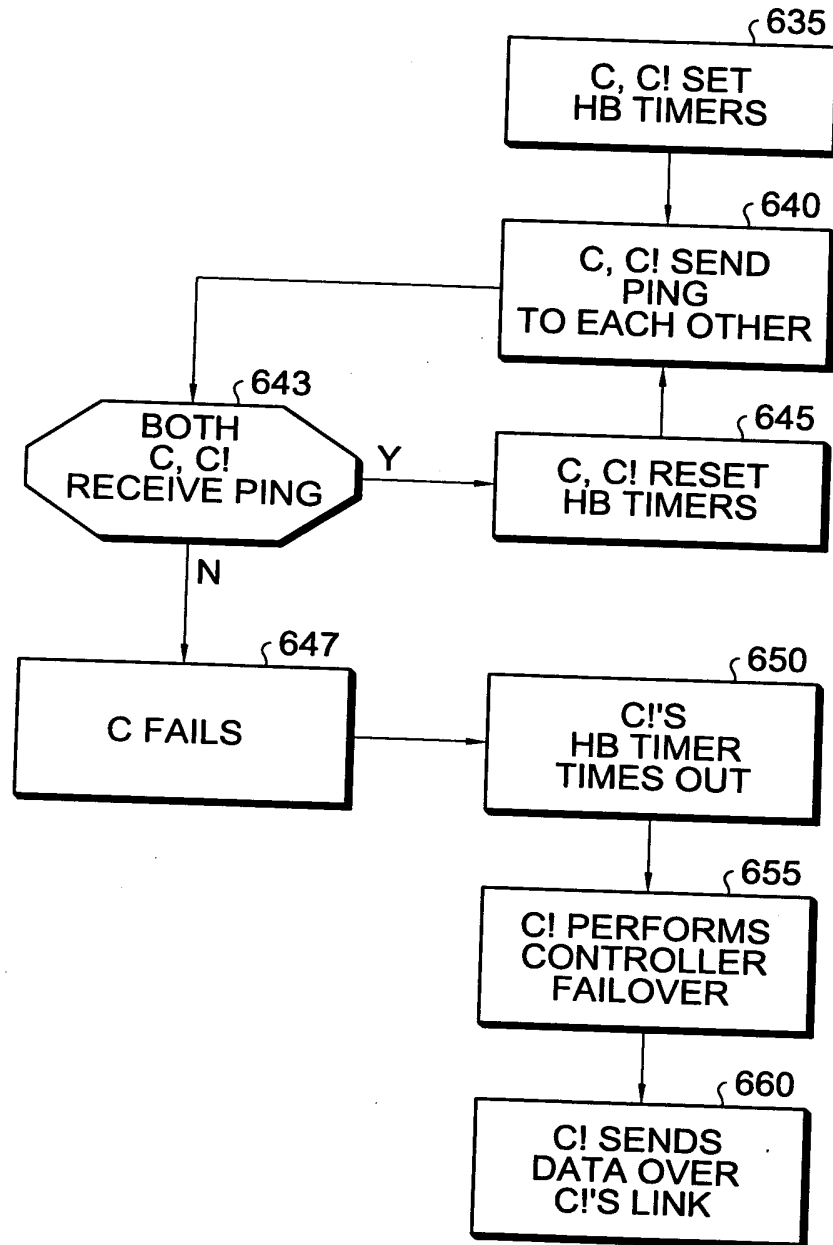 635
C, C! SET
HB TIMERS
640
C, C! SEND
PING
TO EACH OTHER
643
BOTH
C, C!
RECEIVE PING
Y
645
C, C! RESET
HB TIMERS
N
647
C FAILS
650
C!'S
HB TIMER
TIMES OUT
655
C! PERFORMS
CONTROLLER
FAILOVER
660
C! SENDS
DATA OVER
C!'S LINK